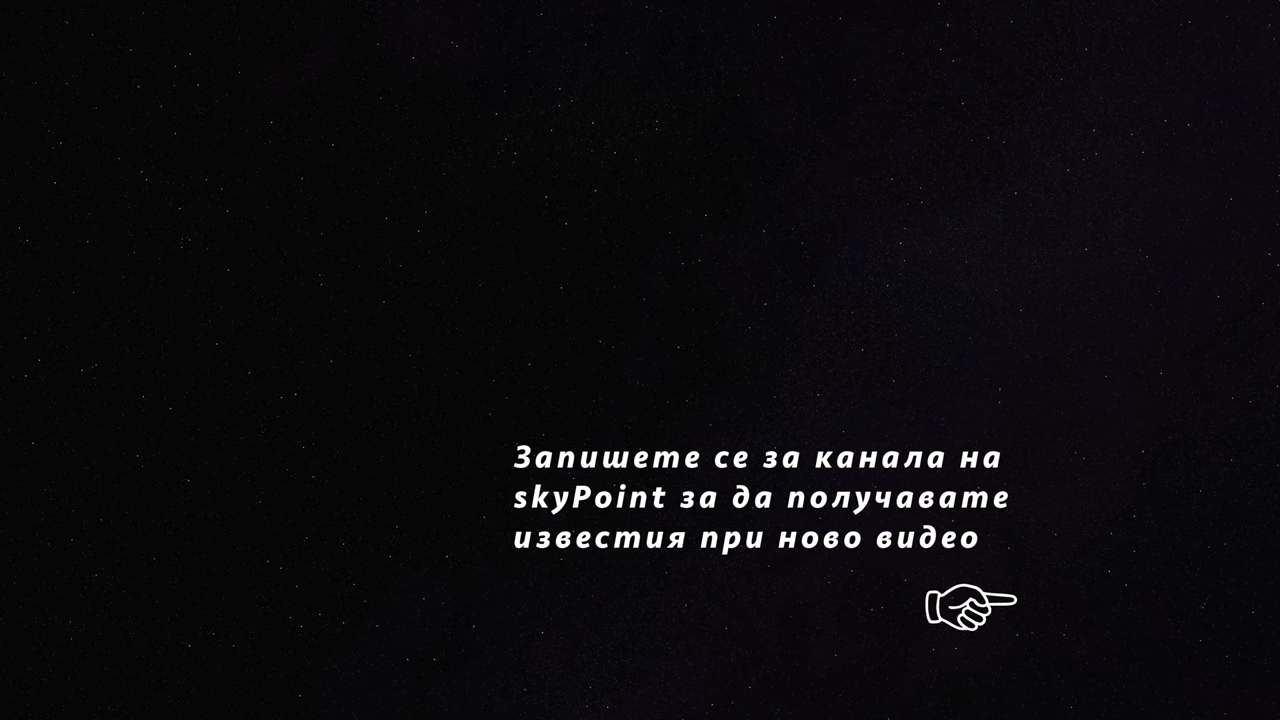 Запишете се за канала на
skyPoint за да получавате
известия при ново видео